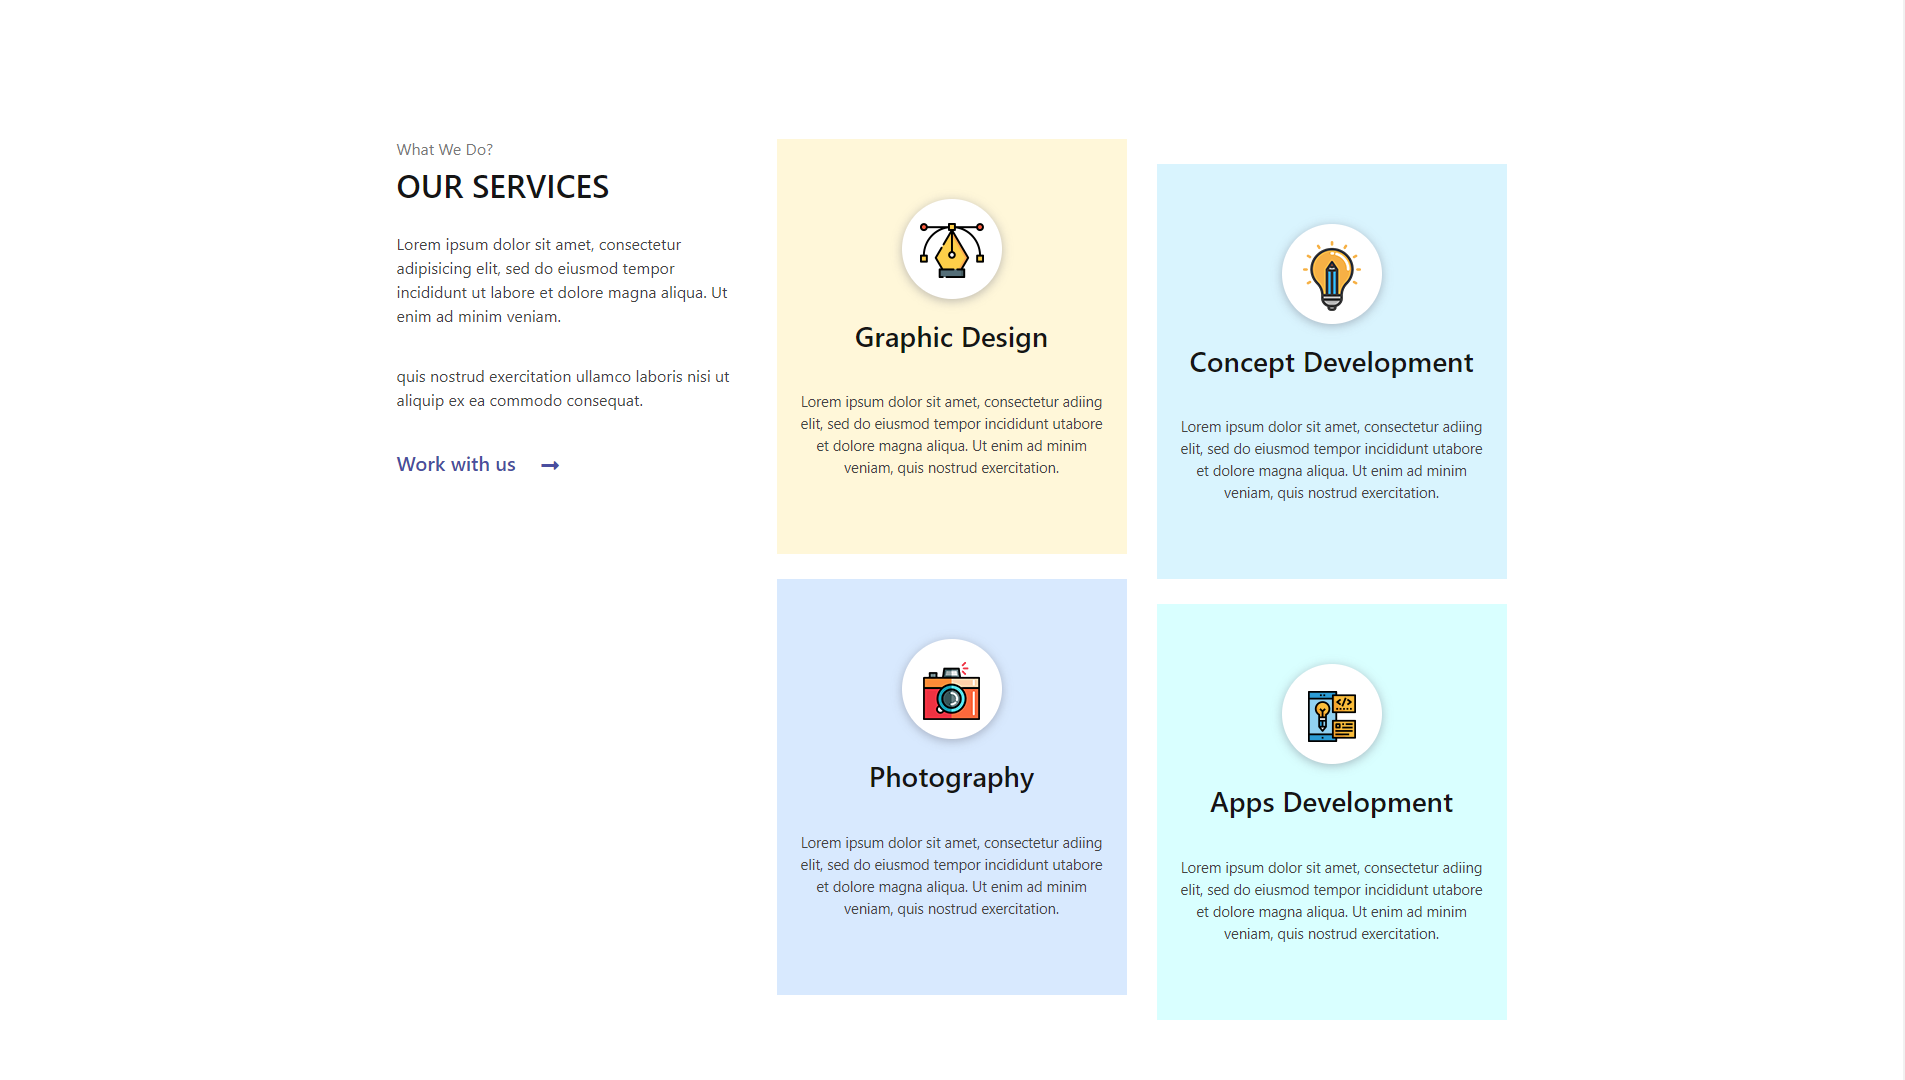 What We Do?
OUR SERVICES
Lorem ipsum dolor sit amet, consectetur
adipisicing elit, sed do eiusmod tempor
incididunt ut labore et dolore magna aliqua. Ut
enim ad minim veniam.
quis nostrud exercitation ullamco laboris nisi ut
aliquip ex ea commodo consequat.
Work with us
Graphic Design
Lorem ipsum dolor sit amet, consectetur adiing
elit, sed do eiusmod tempor incididunt utabore
et dolore magna aliqua. Ut enim ad minim
veniam, quis nostrud exercitation.
Concept Development
Lorem ipsum dolor sit amet, consectetur adiing
elit, sed do eiusmod tempor incididunt utabore
et dolore magna aliqua. Ut enim ad minim
veniam, quis nostrud exercitation.
Photography
Lorem ipsum dolor sit amet, consectetur adiing
elit, sed do eiusmod tempor incididunt utabore
et dolore magna aliqua. Ut enim ad minim
veniam, quis nostrud exercitation.
Apps Development
Lorem ipsum dolor sit amet, consectetur adiing
elit, sed do eiusmod tempor incididunt utabore
et dolore magna aliqua. Ut enim ad minim
veniam, quis nostrud exercitation.